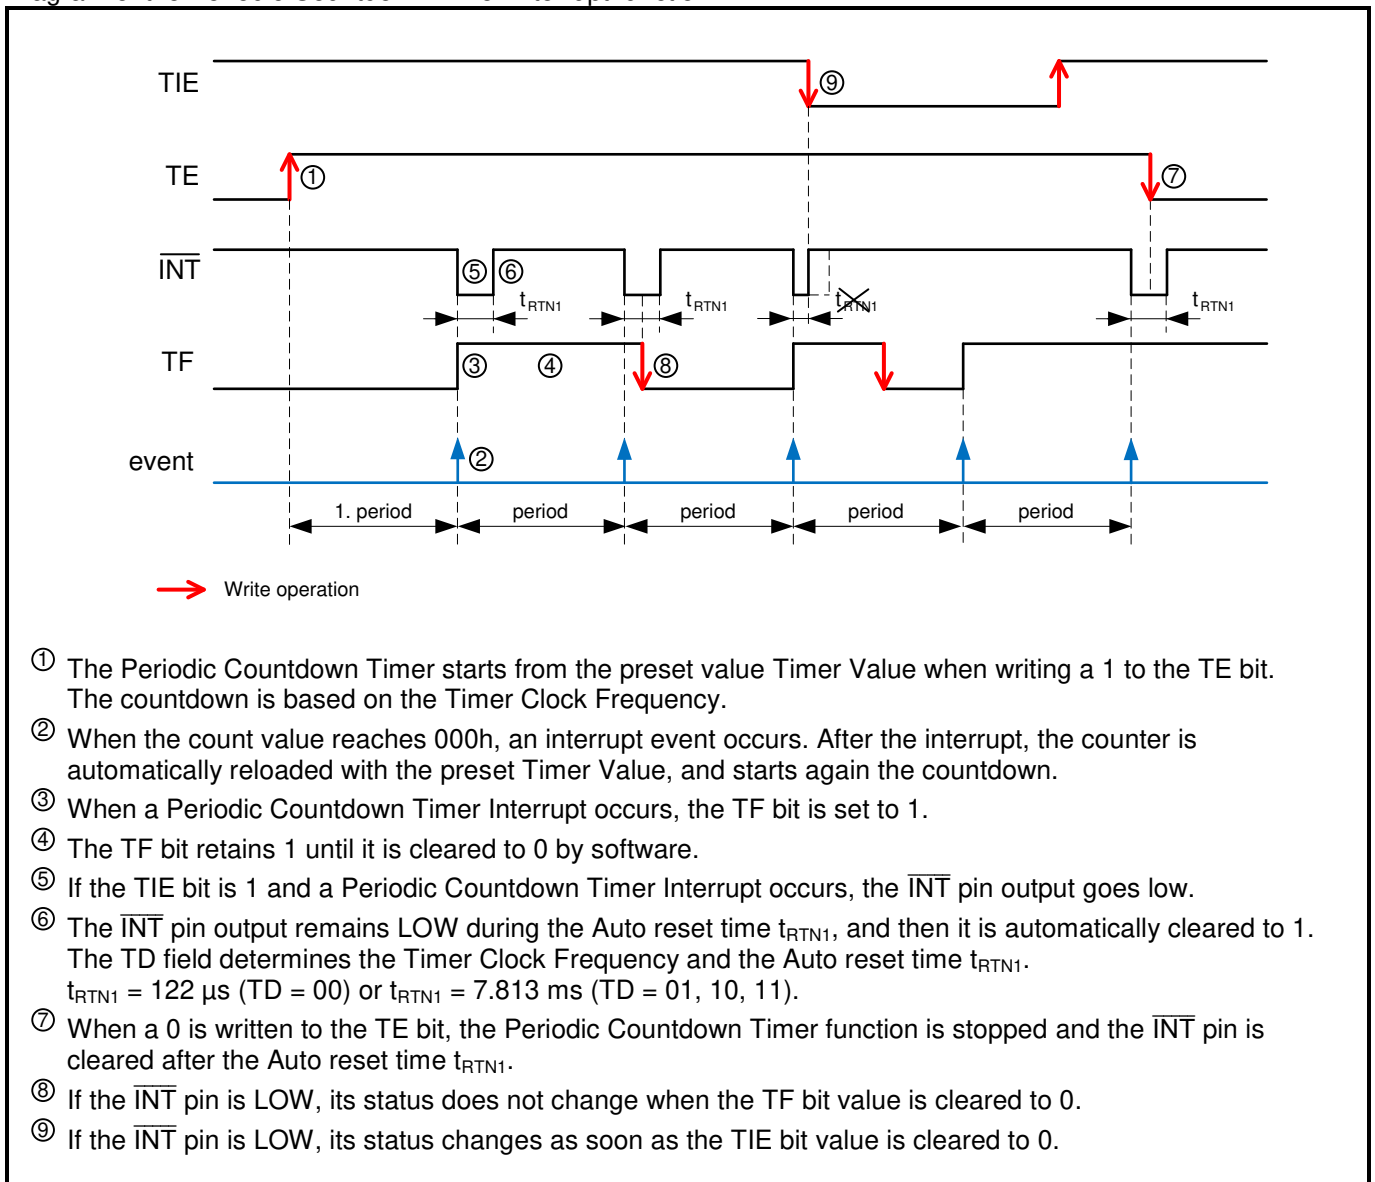 TIE
⑨
TE
①
⑦
INT
⑤ ⑥
tRTN1 tRTN1 tRTN1 tRTN1
TF
③ ④ ⑧
event
②
1. period period period period period
Write operation
① The Periodic Countdown Timer starts from the preset value Timer Value when writing a 1 to the TE bit.
The countdown is based on the Timer Clock Frequency.
② When the count value reaches 000h, an interrupt event occurs. After the interrupt, the counter is
automatically reloaded with the preset Timer Value, and starts again the countdown.
③ When a Periodic Countdown Timer Interrupt occurs, the TF bit is set to 1.
④ The TF bit retains 1 until it is cleared to 0 by software.
⑤ If the TIE bit is 1 and a Periodic Countdown Timer Interrupt occurs, the INT pin output goes low.
⑥ The INT pin output remains LOW during the Auto reset time tRTN1, and then it is automatically cleared to 1.
The TD field determines the Timer Clock Frequency and the Auto reset time tRTN1.
tRTN1 = 122 µs (TD = 00) or tRTN1 = 7.813 ms (TD = 01, 10, 11).
⑦ When a 0 is written to the TE bit, the Periodic Countdown Timer function is stopped and the INT pin is
cleared after the Auto reset time tRTN1.
⑧ If the INT pin is LOW, its status does not change when the TF bit value is cleared to 0.
⑨ If the INT pin is LOW, its status changes as soon as the TIE bit value is cleared to 0.